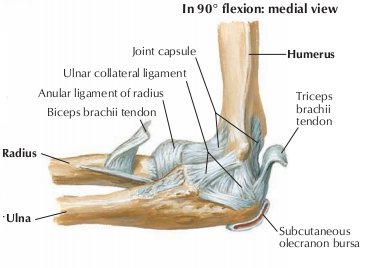 In 90° flexion: medial view
Joint capsule
Humerus
Ulnar collateral ligament
Anular ligament of radius
Biceps brachii tendon
Triceps
brachii
tendon
Radius
Ulna
Subcutaneous
olecranon bursa